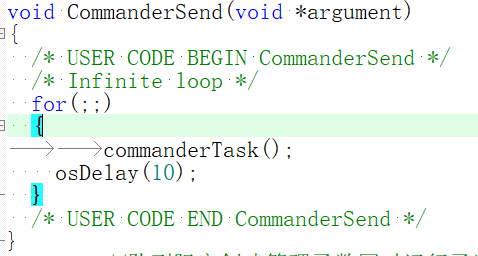 void CommanderSend(void *argument)
{
/* USER CODE BEGIN CommanderSend */
/* Infinite loop */
for(;;)
{
commanderTask();
osDelay(10);
}
/* USER CODE END CommanderSend */
}